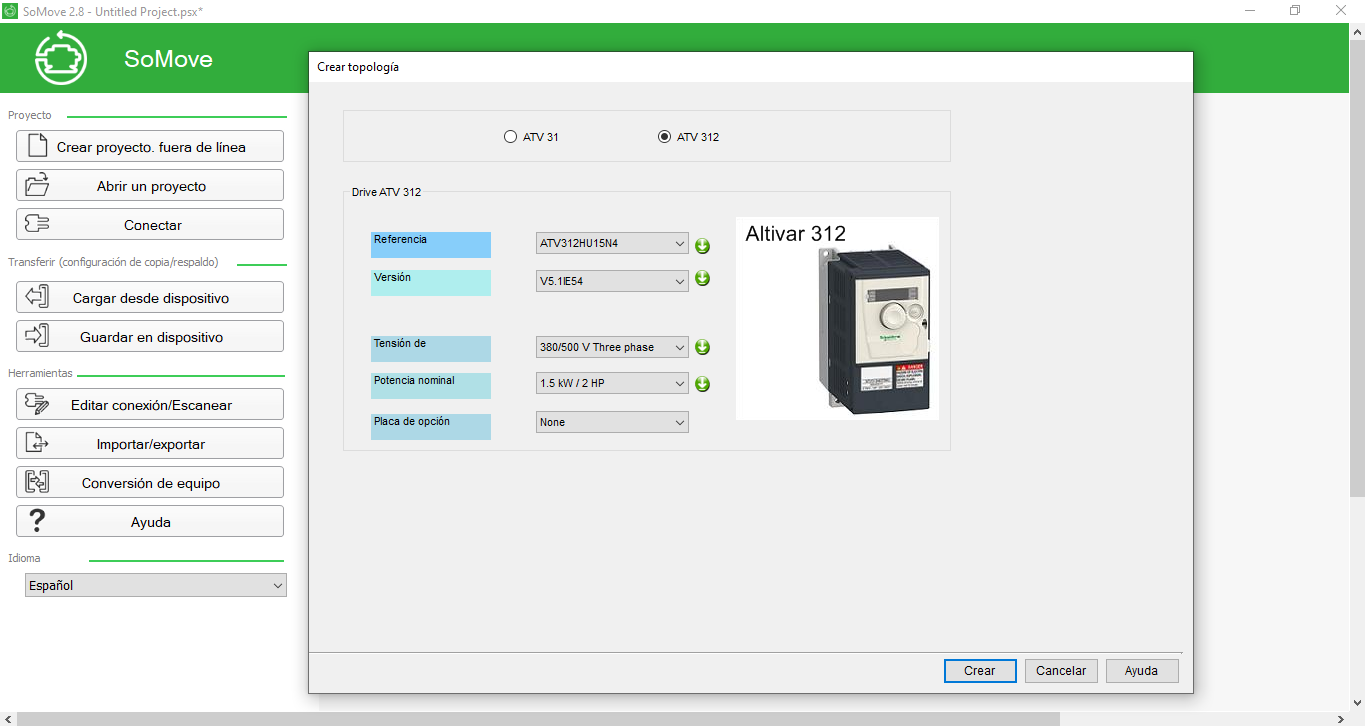 SoMove 2.8 - Untitled Project.psx*
SoMove
Proyecto
Crear proyecto. fuera de línea
Abrir un proyecto
Conectar
Transferir (configuración de copia/respaldo)
Cargar desde dispositivo
Guardar en dispositivo
Herramientas
Editar conexión/Escanear
Importar/exportar
Conversión de equipo
Ayuda
Idioma
Español
Crear topología
ATV 31
ATV 312
Drive ATV 312
Referencia
ATV312HU15N4
Versión
V5.1IE54
Tensión de
380/500 V Three phase
Potencia nominal
1.5 kW / 2 HP
Placa de opción
None
Altivar 312
Schneider
DANGER
Crear
Cancelar
Ayuda